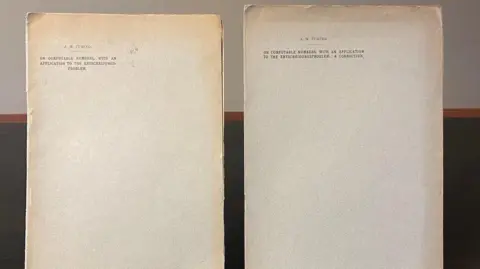 A. M. TURING
ON COMPUTABLE NUMBERS, WITH AN
APPLICATION TO THE ENTSCHEIDUNGS-
PROBLEM
A. M. TURING
ON COMPUTABLE NUMBERS, WITH AN APPLICATION
TO THE ENTSCHEIDUNGSPROBLEM. A CORRECTION.